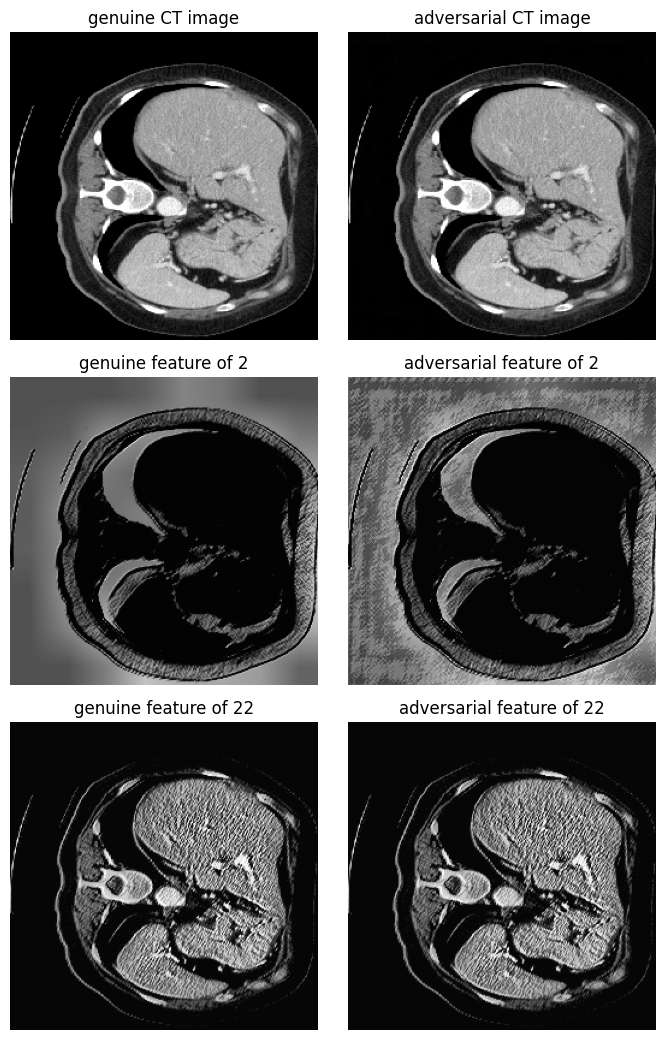 genuine CT image
adversarial CT image
genuine feature of 2
adversarial feature of 2
genuine feature of 22
adversarial feature of 22